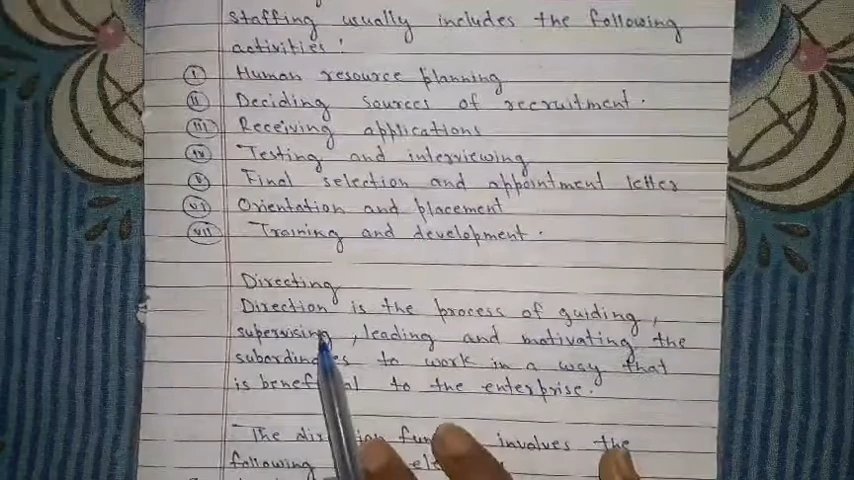 staffing usually includes the following
activities:
(i) Human resource planning
(ii) Deciding sources of recruitment.
(iii) Receiving applications
(iv) Testing and interviewing
(v) Final selection and appointment letter
(vi) Orientation and placement
(vii) Training and development.
Directing
Direction is the process of guiding,
supervising, leading and motivating the
to work in a way that
is to the enterprise.
The involves the
following